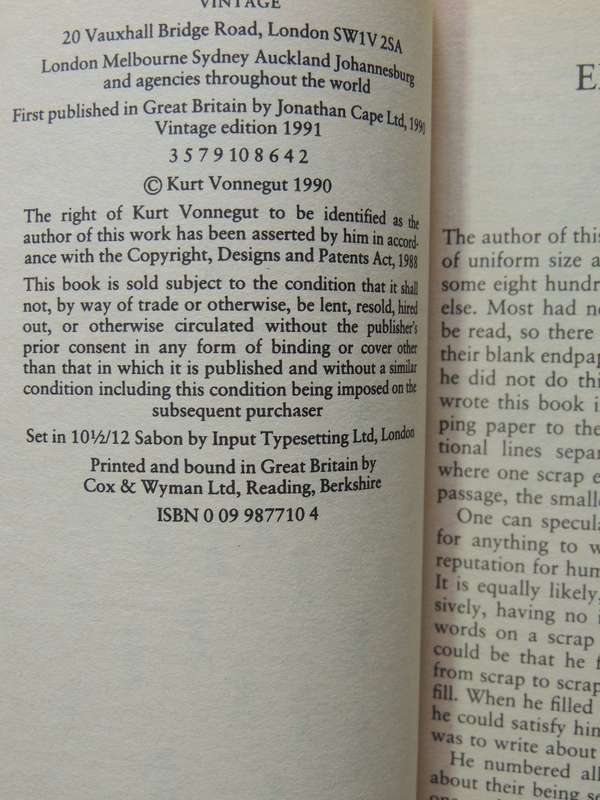 VINTAGE
20 Vauxhall Bridge Road, London SW1V 2SA
London Melbourne Sydney Auckland Johannesburg
and agencies throughout the world
First published in Great Britain by Jonathan Cape Ltd, 1990
Vintage edition 1991
3 5 7 9 10 8 6 4 2
© Kurt Vonnegut 1990
The right of Kurt Vonnegut to be identified as the
author of this work has been asserted by him in accord-
ance with the Copyright, Designs and Patents Act, 1988
This book is sold subject to the condition that it shall
not, by way of trade or otherwise, be lent, resold, hired
out, or otherwise circulated without the publisher's
prior consent in any form of binding or cover other
than that in which it is published and without a similar
condition including this condition being imposed on the
subsequent purchaser
Set in 10½/12 Sabon by Input Typesetting Ltd, London
Printed and bound in Great Britain by
Cox & Wyman Ltd, Reading, Berkshire
ISBN 0 09 987710 4
The author of this
of uniform size a
some eight hundr
else. Most had no
be read, so there
their blank endpap
he did not do thi
wrote this book i
ping paper to the
tional lines separ
where one scrap e
passage, the smalle
One can specula
for anything to w
reputation for hum
It is equally likely,
sively, having no i
words on a scrap
could be that he f
from scrap to scrap
fill. When he filled
he could satisfy him
was to write about
He numbered all
about their being se